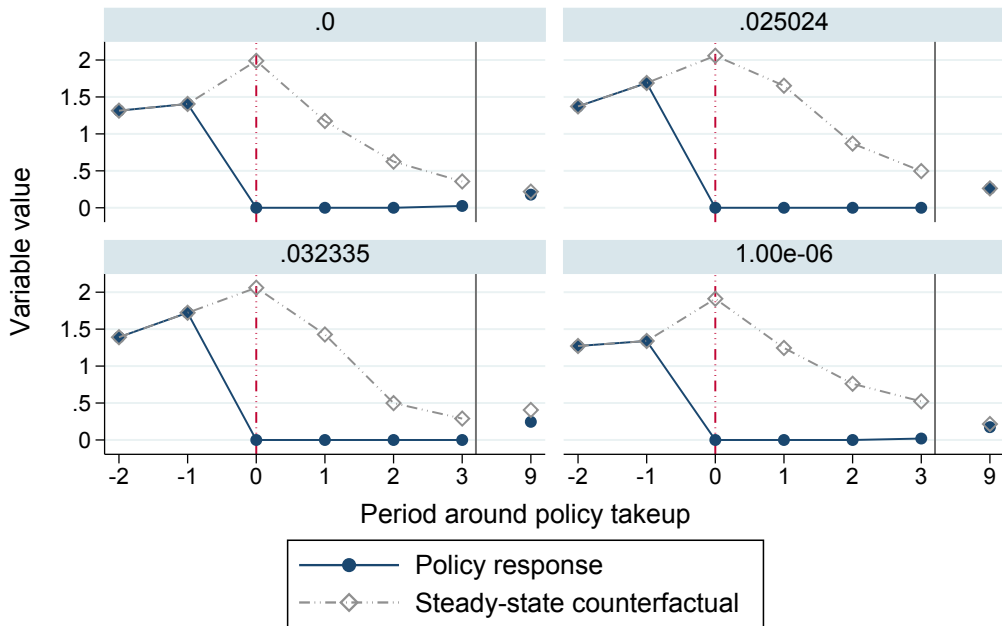 .0
.025024
2
1.5
1
.5
0
.032335
1.00e-06
2
1.5
1
.5
0
Variable value
-2 -1 0 1 2 3 9
-2 -1 0 1 2 3 9
Period around policy takeup
Policy response
Steady-state counterfactual